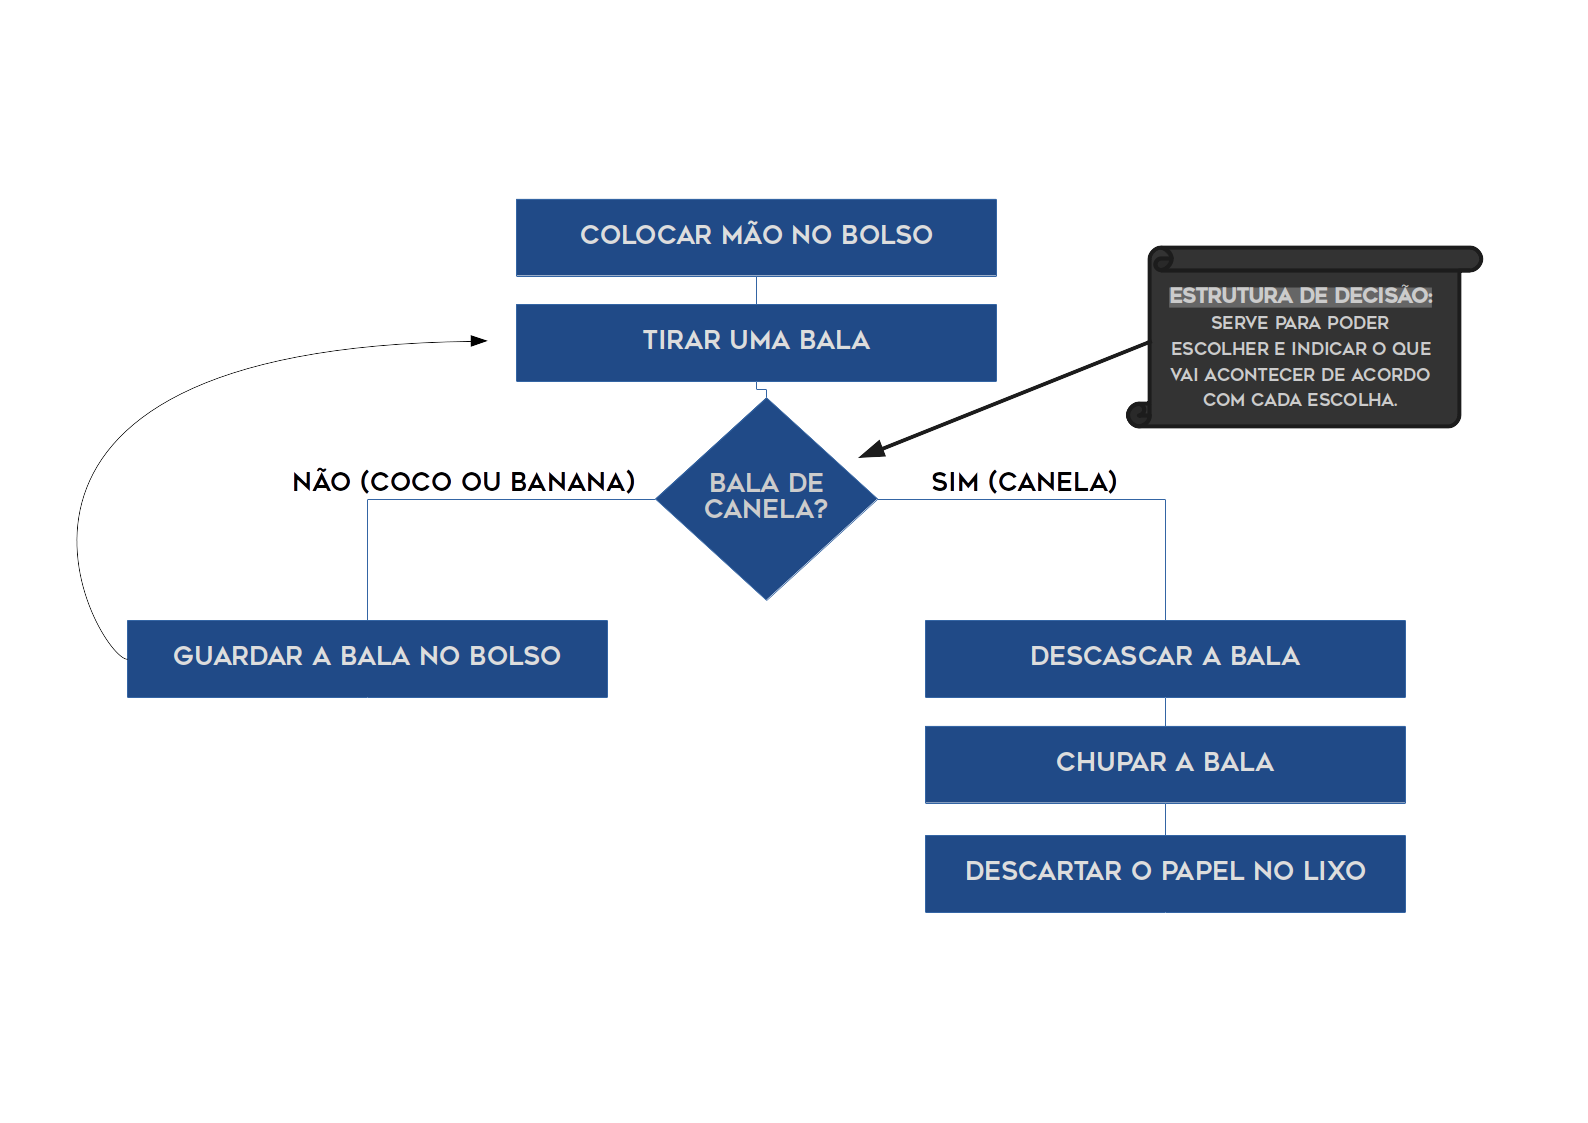 COLOCAR MÃO NO BOLSO
TIRAR UMA BALA
ESTRUTURA DE DECISÃO:
SERVE PARA PODER
ESCOLHER E INDICAR O QUE
VAI ACONTECER DE ACORDO
COM CADA ESCOLHA.
NÃO (COCO OU BANANA)
BALA DE
CANELA?
SIM (CANELA)
GUARDAR A BALA NO BOLSO
DESCASCAR A BALA
CHUPAR A BALA
DESCARTAR O PAPEL NO LIXO